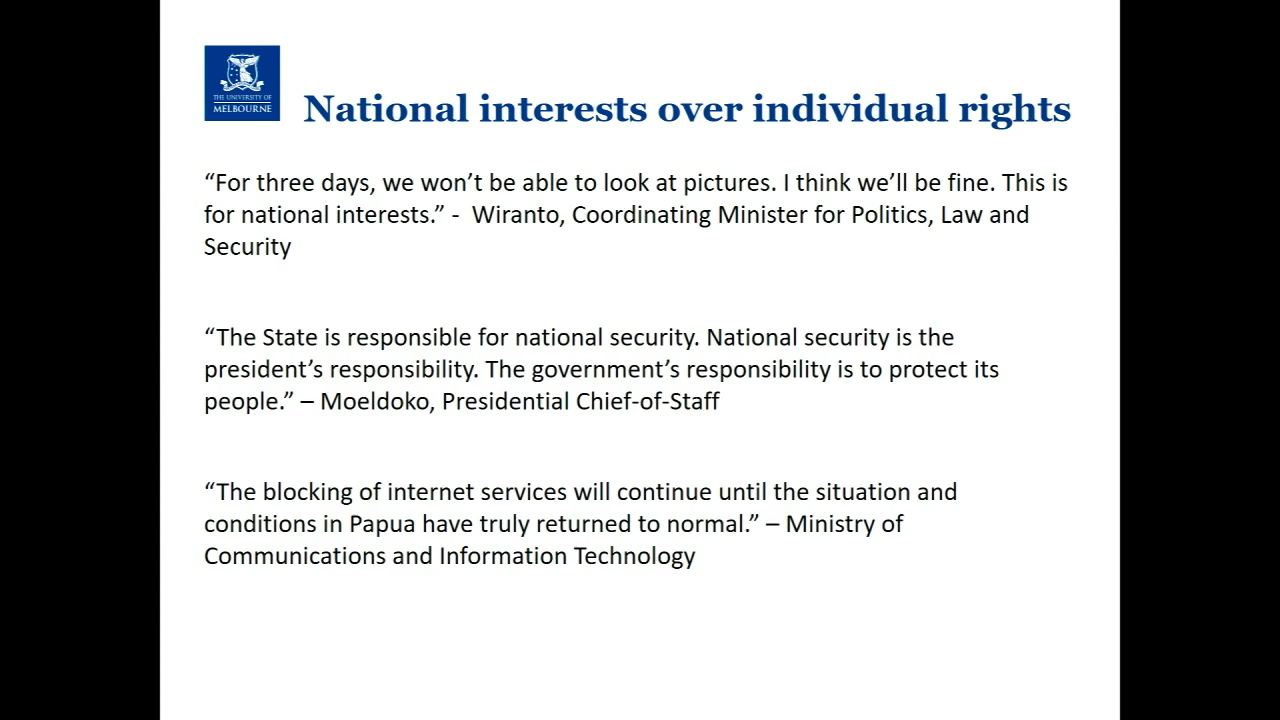 THE UNIVERSITY OF
MELBOURNE
National interests over individual rights
“For three days, we won’t be able to look at pictures. I think we’ll be fine. This is
for national interests.” -  Wiranto, Coordinating Minister for Politics, Law and
Security
“The State is responsible for national security. National security is the
president’s responsibility. The government’s responsibility is to protect its
people.” – Moeldoko, Presidential Chief-of-Staff
“The blocking of internet services will continue until the situation and
conditions in Papua have truly returned to normal.” – Ministry of
Communications and Information Technology